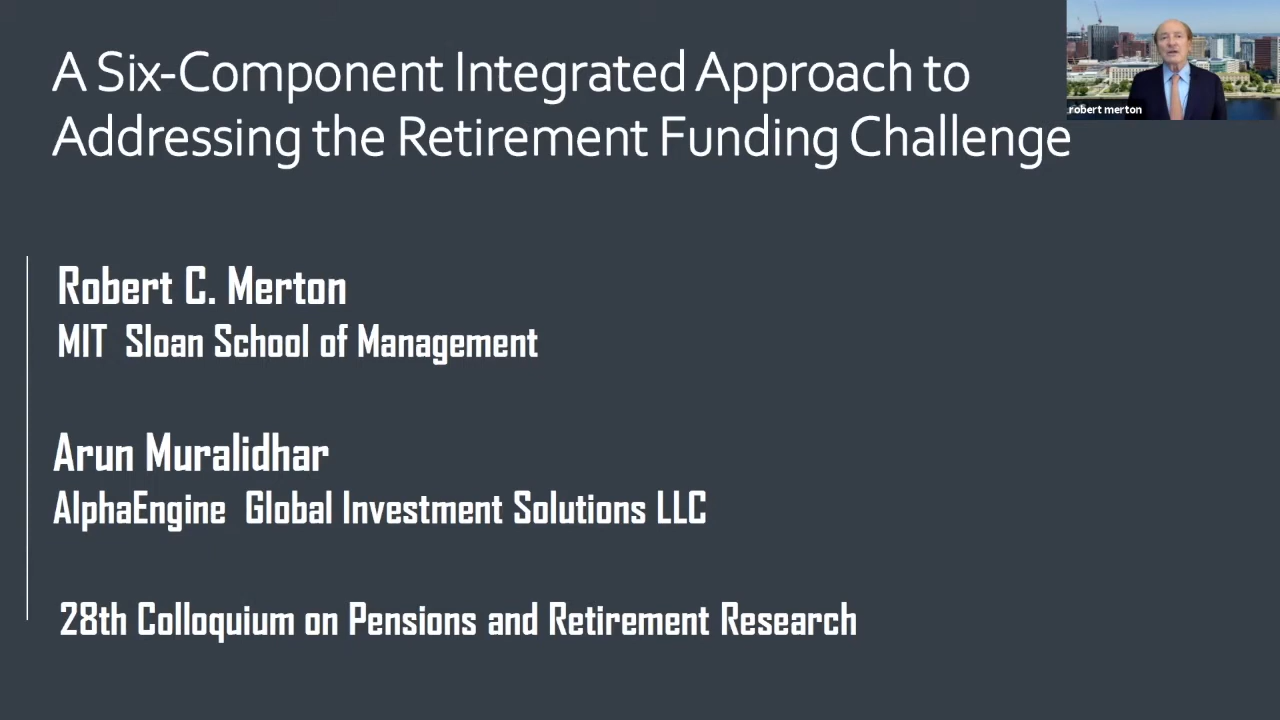 A Six-Component Integrated Approach to
Addressing the Retirement Funding Challenge
robert merton
Robert C. Merton
MIT Sloan School of Management
Arun Muralidhar
AlphaEngine Global Investment Solutions LLC
28th Colloquium on Pensions and Retirement Research